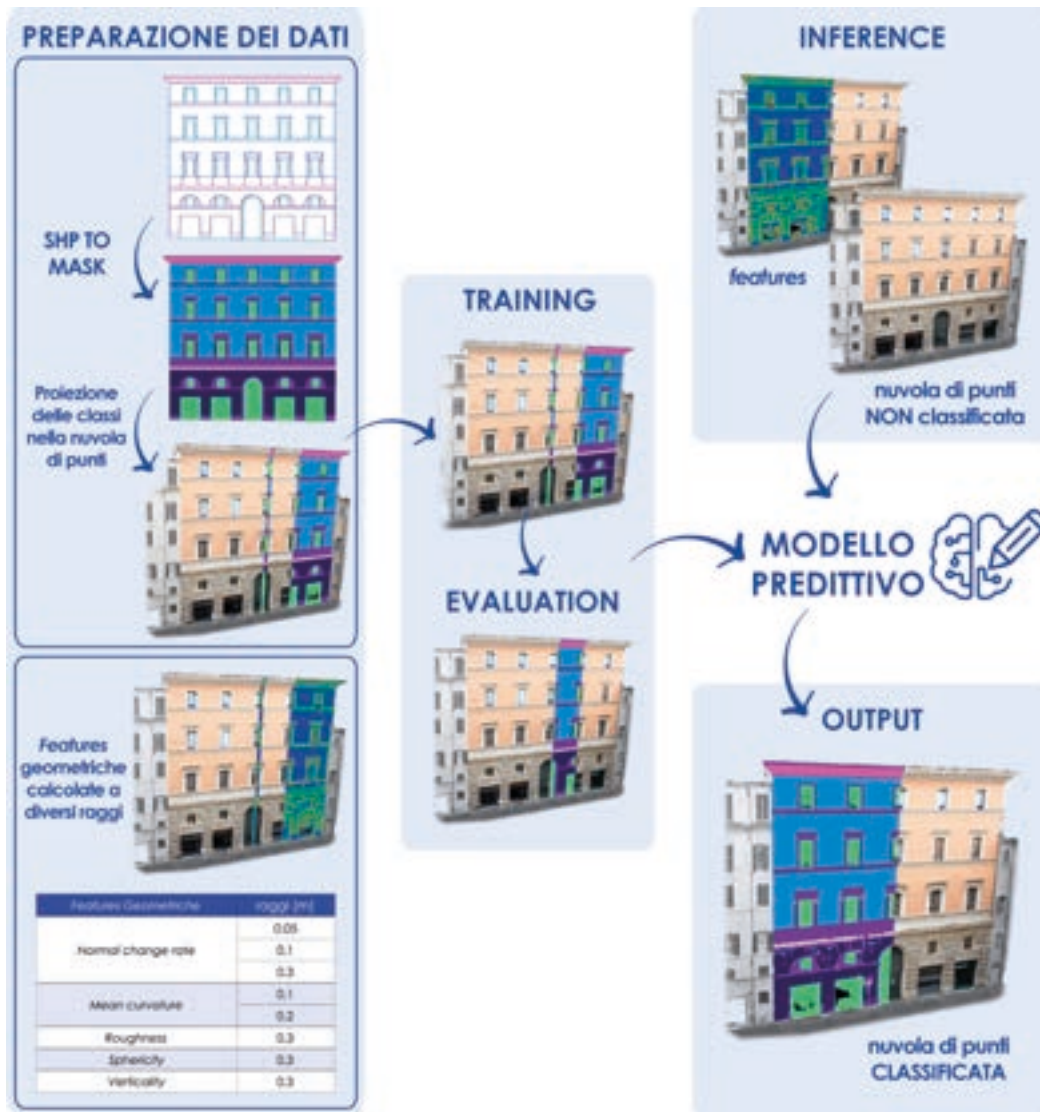 PREPARAZIONE DEI DATI
SHP TO
MASK
Proiezione
delle classi
nella nuvola
di punti
Features
geometriche
calcolate a
diversi raggi
Features Geometriche raggi (m)
Normal change rate
0.05
0.1
0.3
Mean curvature
0.1
0.2
Roughness 0.3
Sphericity 0.3
Verticality 0.3
TRAINING
EVALUATION
INFERENCE
features
nuvola di punti
NON classificata
MODELLO
PREDITTIVO
OUTPUT
nuvola di punti
CLASSIFICATA